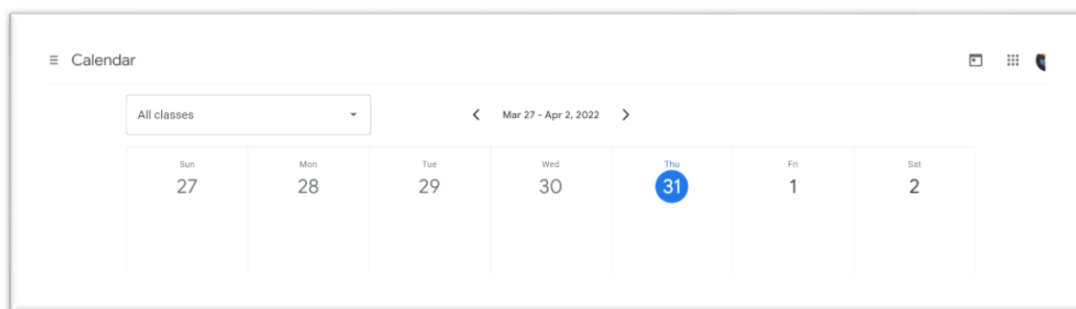 Calendar
All classes
Mar 27 - Apr 2, 2022
Sun Mon Tue Wed Thu Fri Sat
27 28 29 30 31 1 2